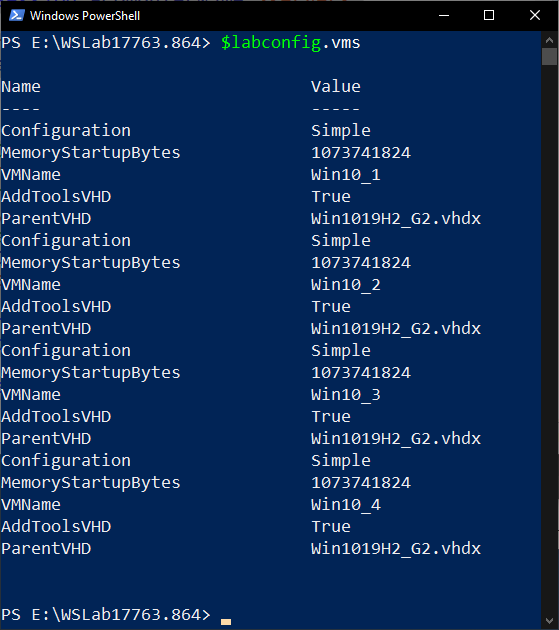 Windows PowerShell
PS E:\WSLab17763.864> $labconfig.vms
Name Value
---- -----
Configuration Simple
MemoryStartupBytes 1073741824
VMName Win10_1
AddToolsVHD True
ParentVHD Win1019H2_G2.vhdx
Configuration Simple
MemoryStartupBytes 1073741824
VMName Win10_2
AddToolsVHD True
ParentVHD Win1019H2_G2.vhdx
Configuration Simple
MemoryStartupBytes 1073741824
VMName Win10_3
AddToolsVHD True
ParentVHD Win1019H2_G2.vhdx
Configuration Simple
MemoryStartupBytes 1073741824
VMName Win10_4
AddToolsVHD True
ParentVHD Win1019H2_G2.vhdx
PS E:\WSLab17763.864>